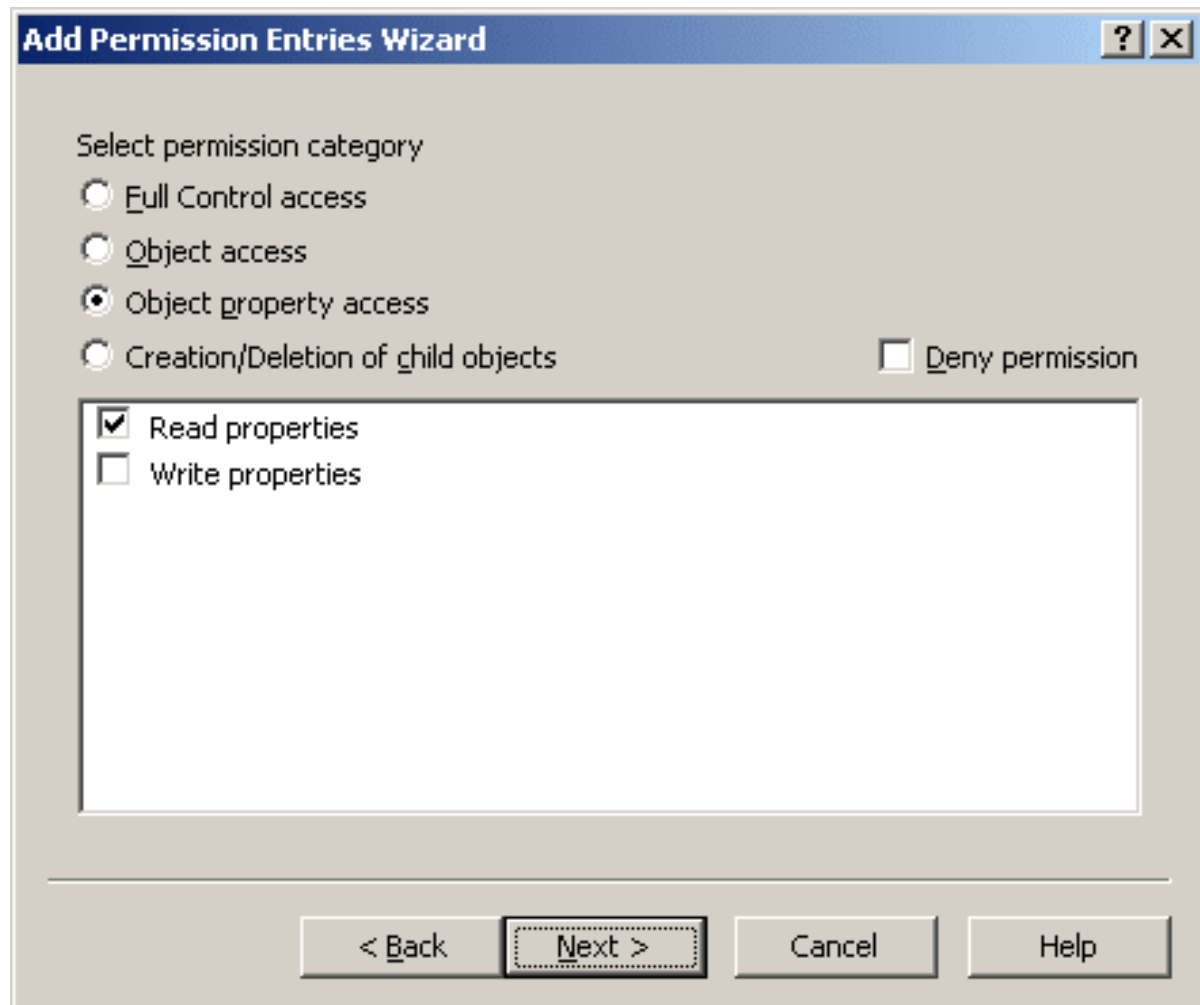 Add Permission Entries Wizard
Select permission category
Full Control access
Object access
Object property access
Creation/Deletion of child objects Deny permission
Read properties
Write properties
< Back Next > Cancel Help